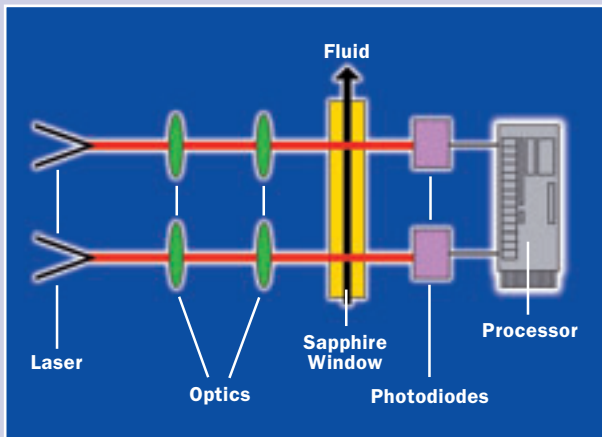 Fluid
Laser
Optics
Sapphire
Window
Photodiodes
Processor